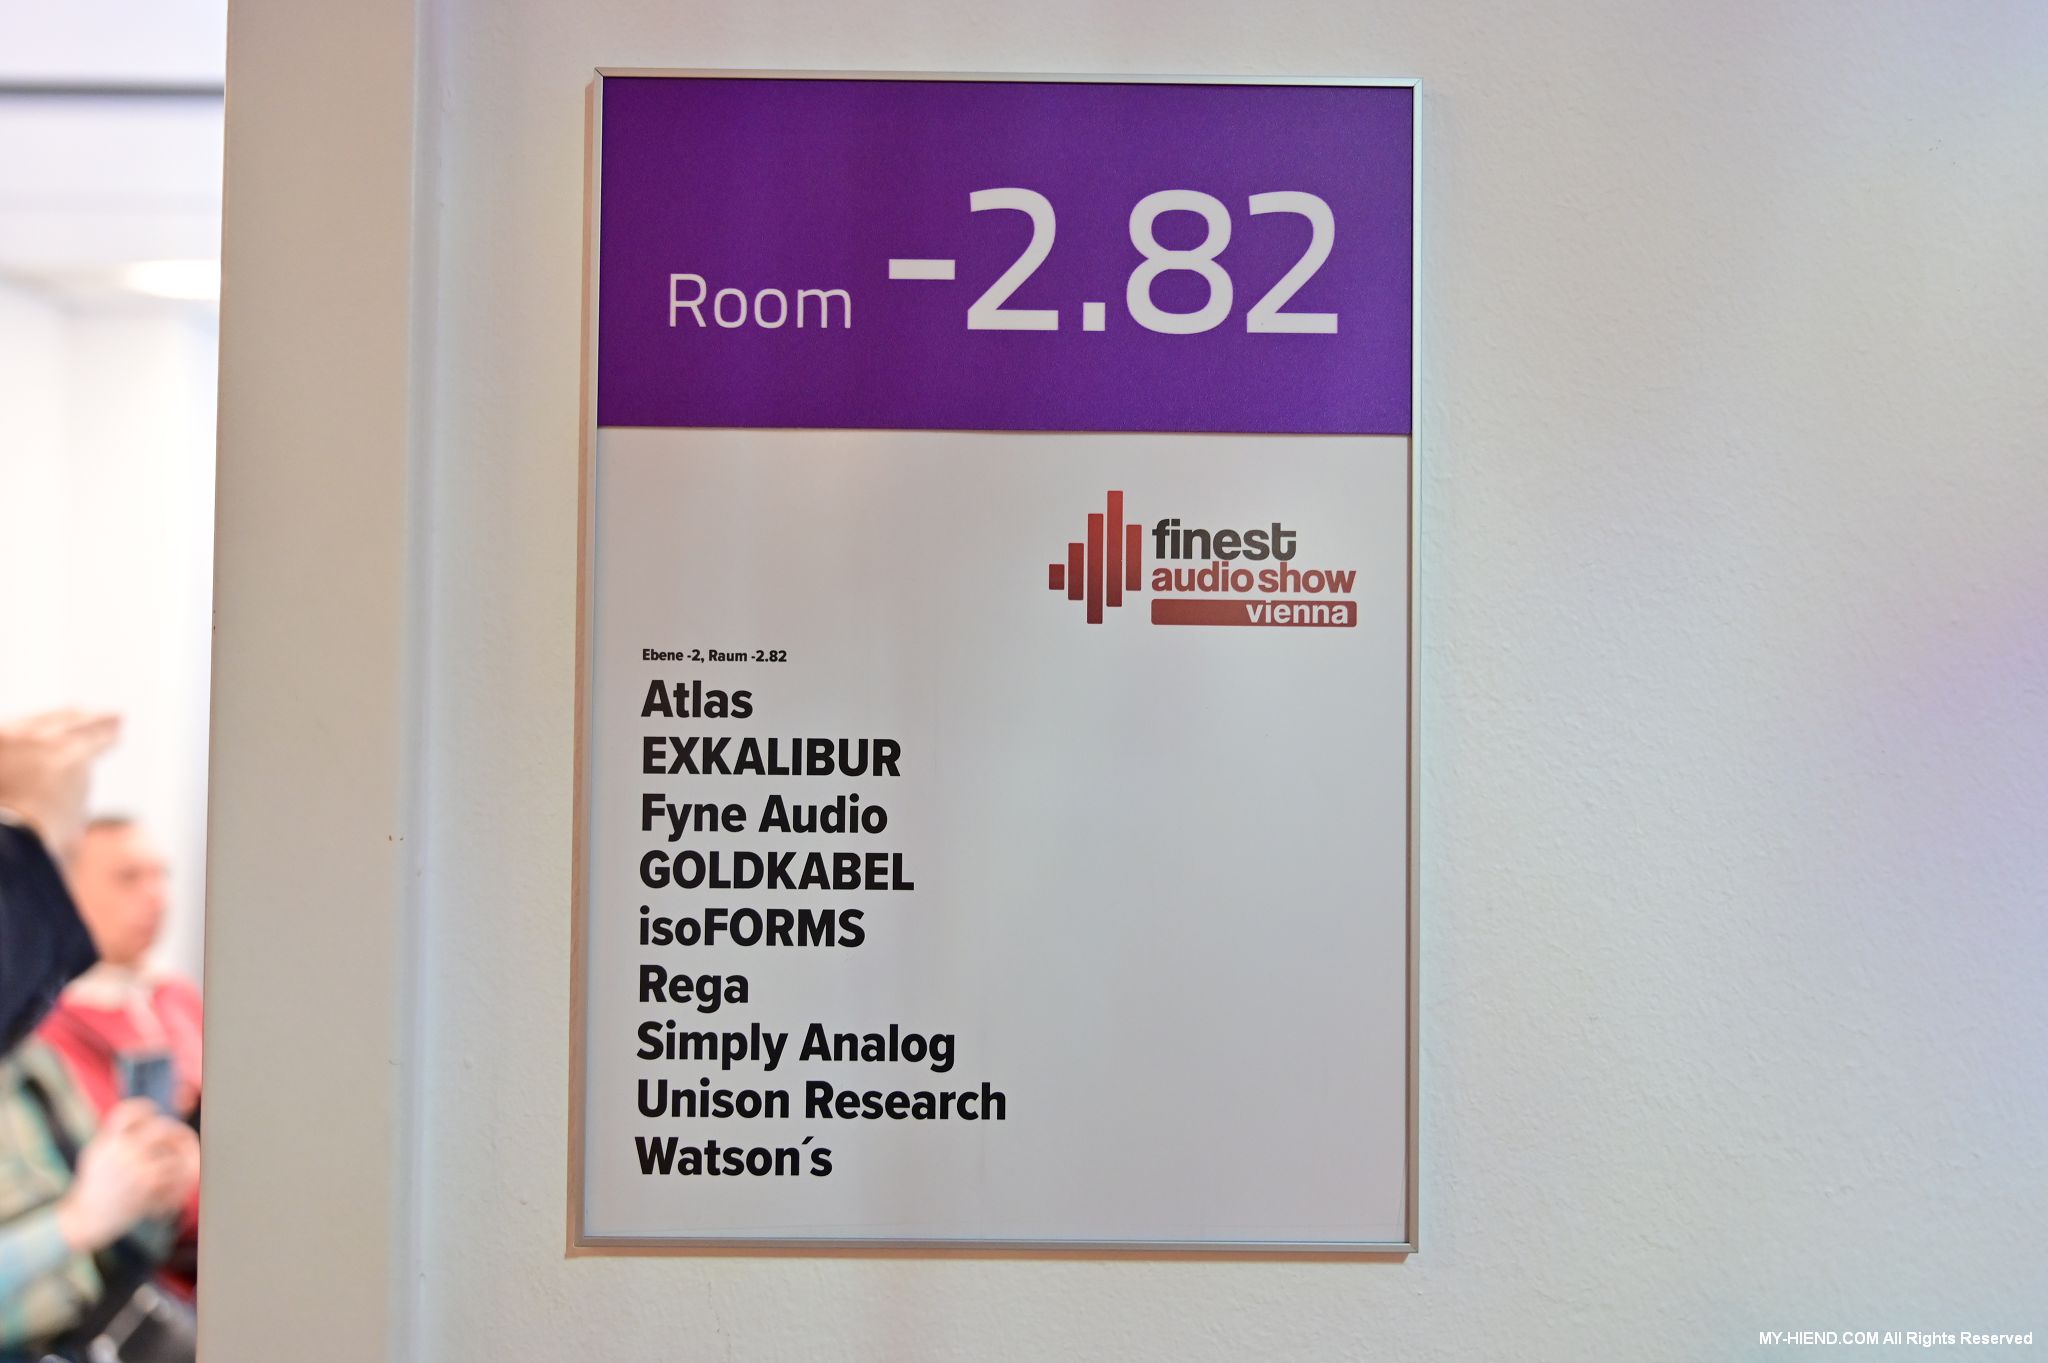 Room -2.82
finest
audio show
vienna
Ebene -2, Raum -2.82
Atlas
EXKALIBUR
Fyne Audio
GOLDKABEL
isoFORMS
Rega
Simply Analog
Unison Research
Watson´s
MY-HIEND.COM All Rights Reserved